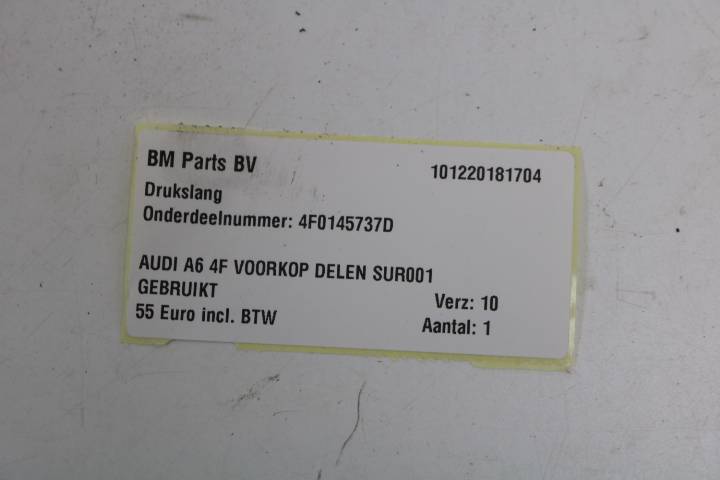 BM Parts BV 101220181704
Drukslang
Onderdeelnummer: 4F0145737D
AUDI A6 4F VOORKOP DELEN SUR001
GEBRUIKT Verz: 10
55 Euro incl. BTW Aantal: 1